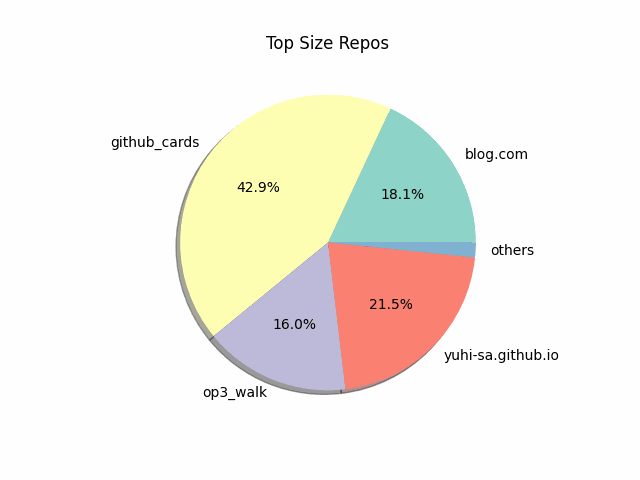 Top Size Repos
github_cards
blog.com
42.9%
18.1%
others
21.5%
16.0%
yuhi-sa.github.io
op3_walk